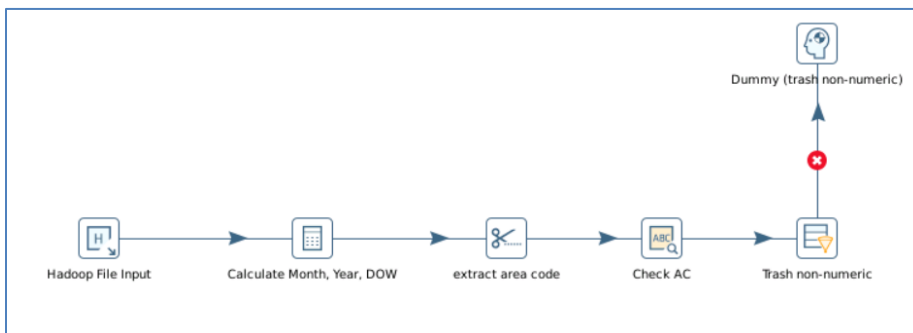 Dummy (trash non-numeric)
H
ABC
Hadoop File Input
Calculate Month, Year, DOW
extract area code
Check AC
Trash non-numeric